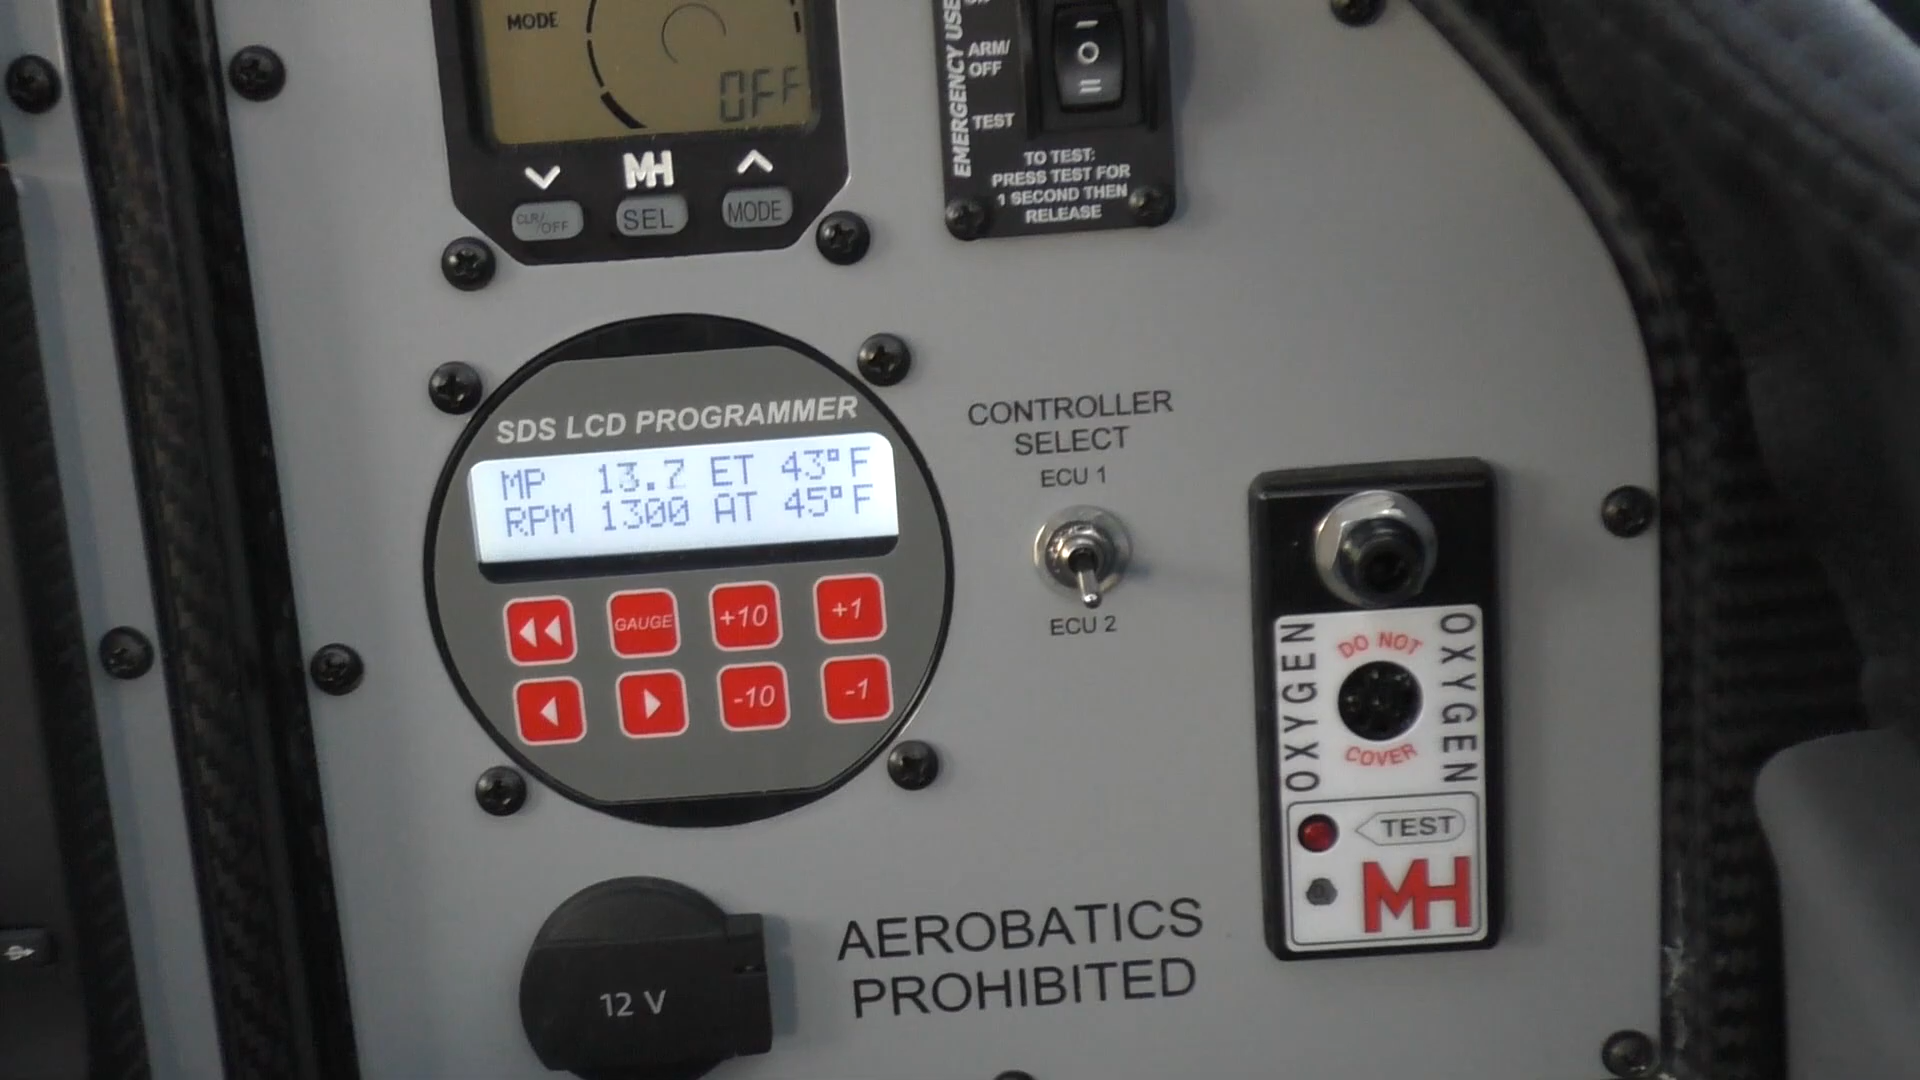 MODE
OFF
MH
CLR/OFF
SEL
MODE
EMERGENCY USE
ARM/
OFF
TEST
TO TEST:
PRESS TEST FOR
1 SECOND THEN
RELEASE
SDS LCD PROGRAMMER
MP 13.7 ET 43°F
RPM 1300 AT 45°F
GAUGE
+10
+1
-10
-1
CONTROLLER
SELECT
ECU 1
ECU 2
OXYGEN
DO NOT
COVER
OXYGEN
TEST
MH
12 V
AEROBATICS
PROHIBITED